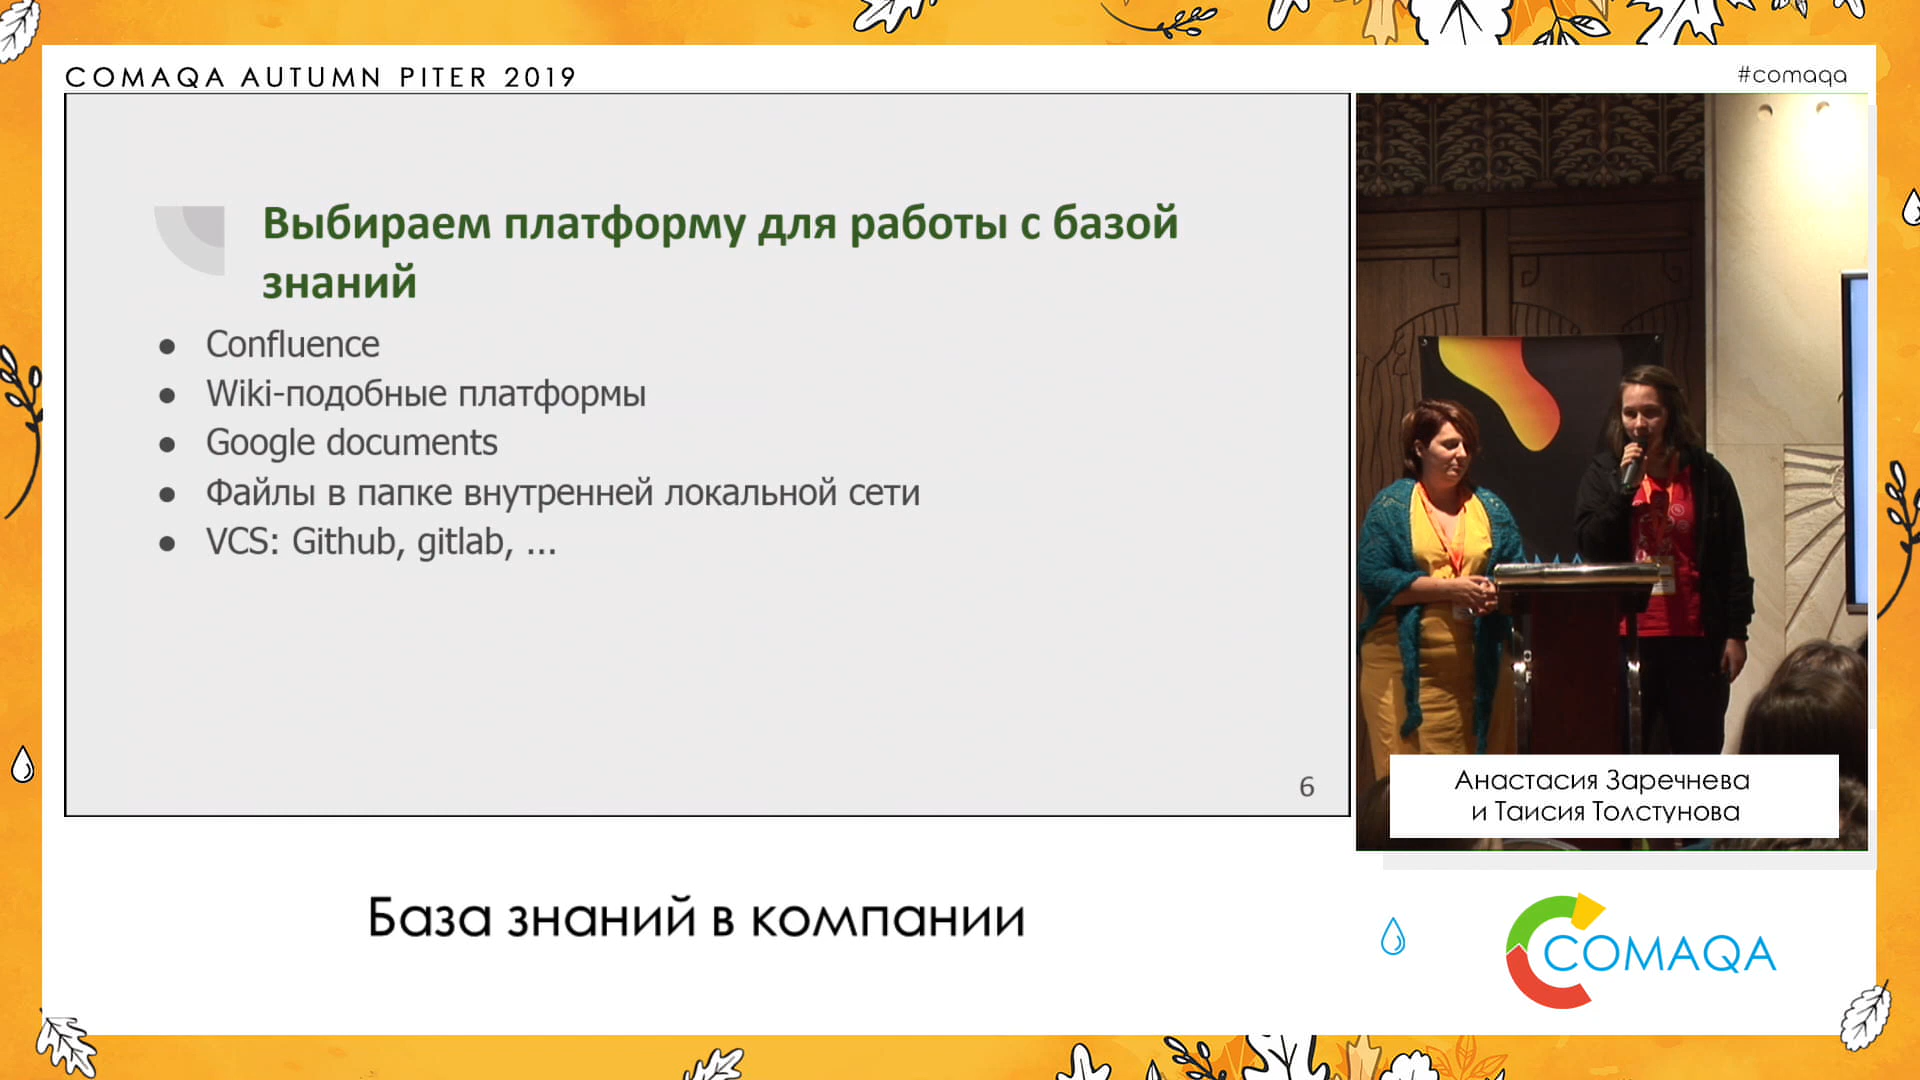 COMAQA AUTUMN PITER 2019
#comaqa
Выбираем платформу для работы с базой
знаний
● Confluence
● Wiki-подобные платформы
● Google documents
● Файлы в папке внутренней локальной сети
● VCS: Github, gitlab, ...
6
Анастасия Заречнева
и Таисия Толстунова
База знаний в компании
COMAQA